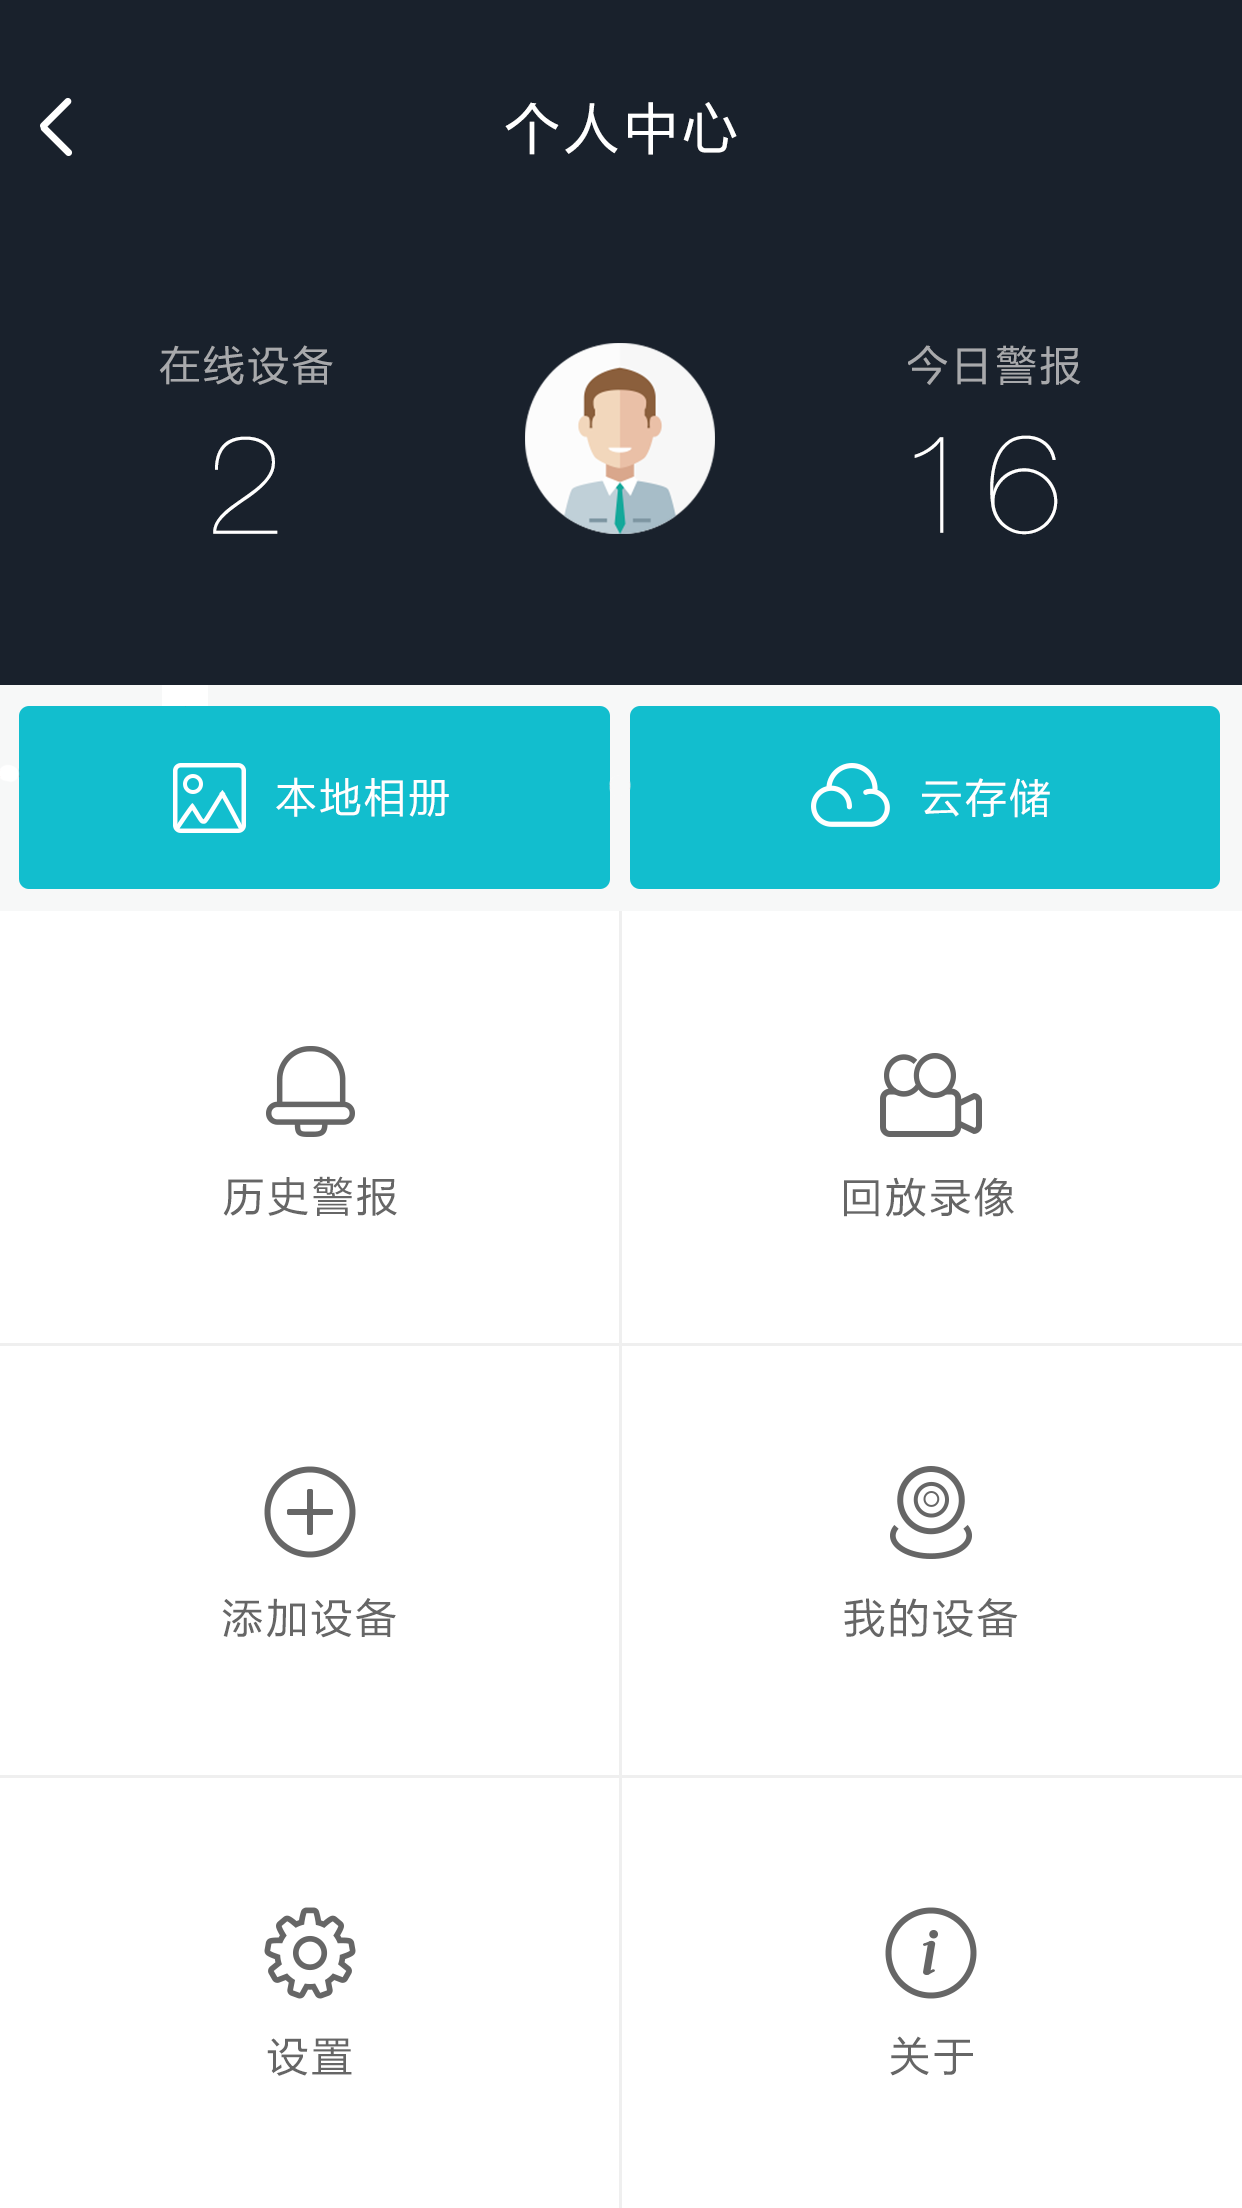 个人中心
在线设备
今日警报
2
16
本地相册
云存储
历史警报
回放录像
添加设备
我的设备
设置
关于